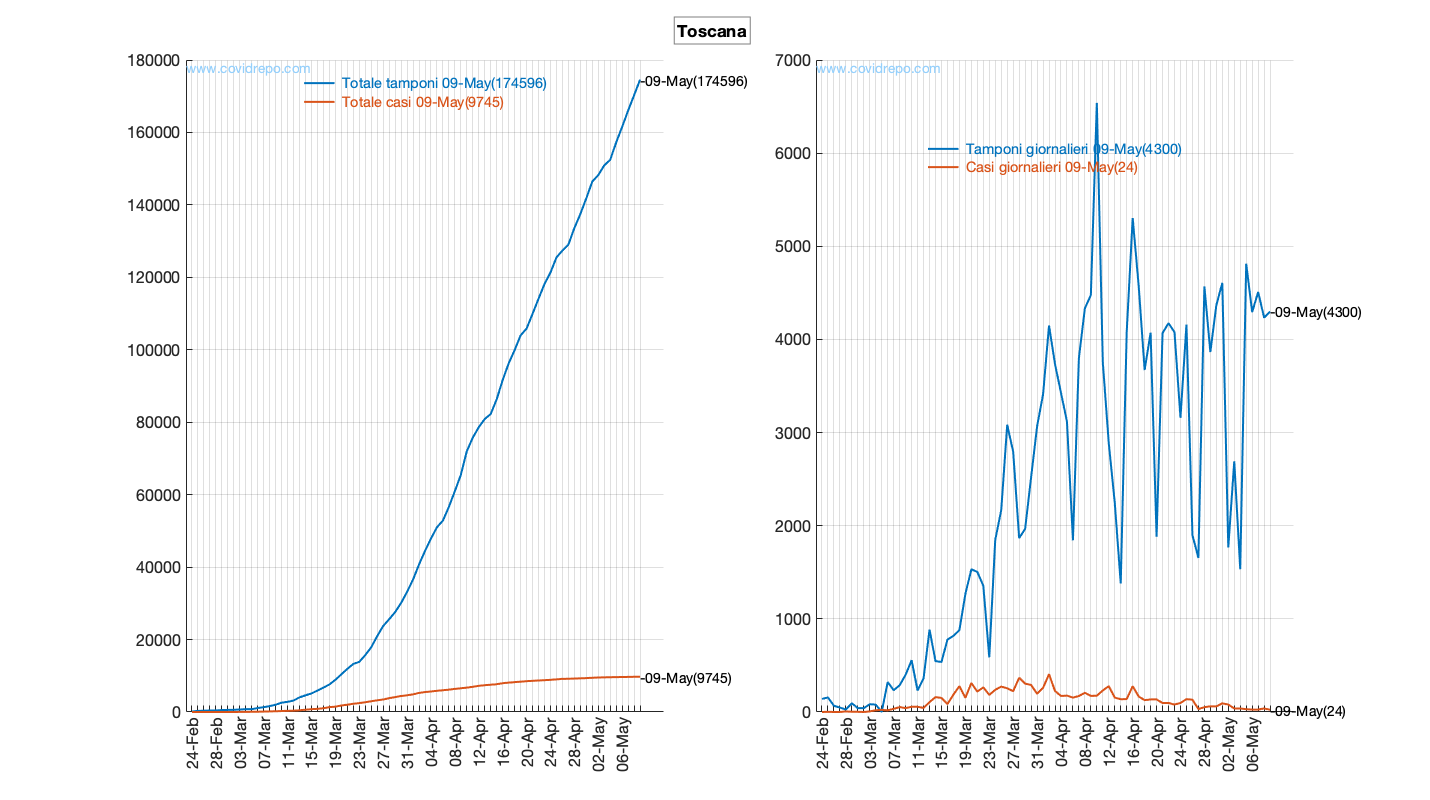 Toscana
www.covidrepo.com
Totale tamponi 09-May(174596)
Totale casi 09-May(9745)
-09-May(174596)
-09-May(9745)
180000
160000
140000
120000
100000
80000
60000
40000
20000
0
24-Feb
28-Feb
03-Mar
07-Mar
11-Mar
15-Mar
19-Mar
23-Mar
27-Mar
31-Mar
04-Apr
08-Apr
12-Apr
16-Apr
20-Apr
24-Apr
28-Apr
02-May
06-May
www.covidrepo.com
Tamponi giornalieri 09-May(4300)
Casi giornalieri 09-May(24)
-09-May(4300)
-09-May(24)
7000
6000
5000
4000
3000
2000
1000
0
24-Feb
28-Feb
03-Mar
07-Mar
11-Mar
15-Mar
19-Mar
23-Mar
27-Mar
31-Mar
04-Apr
08-Apr
12-Apr
16-Apr
20-Apr
24-Apr
28-Apr
02-May
06-May